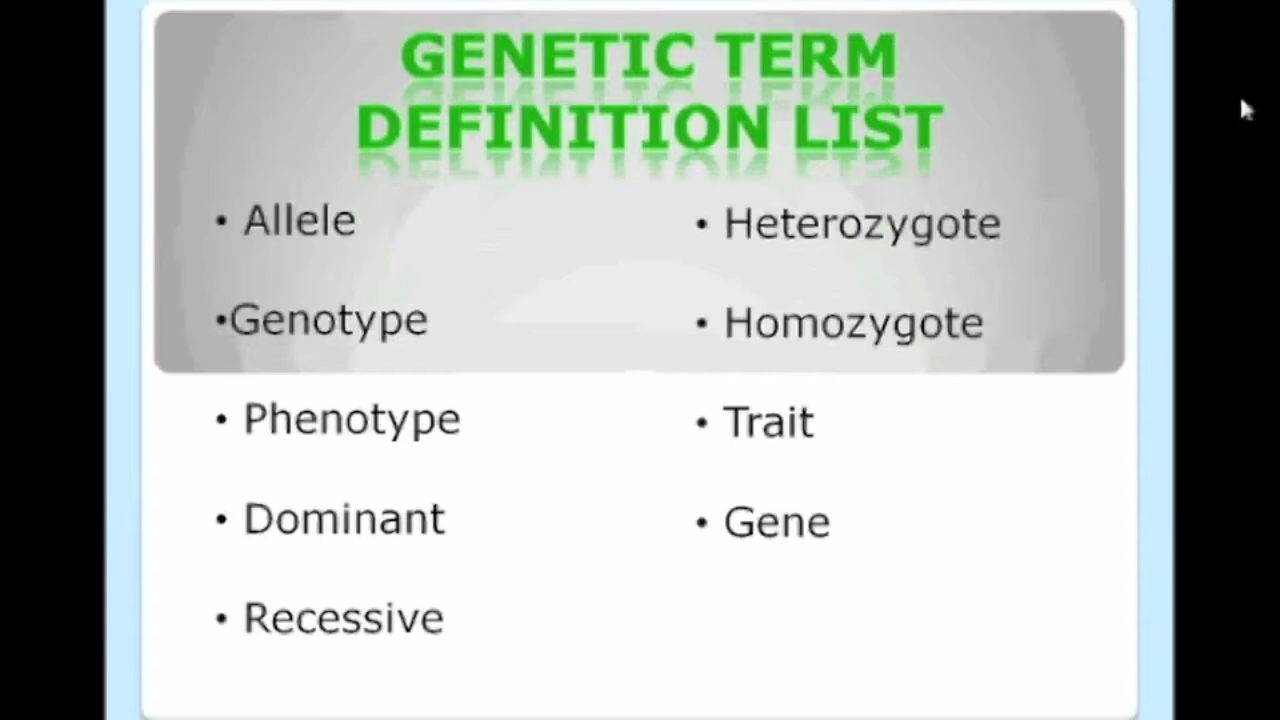 GENETIC TERM
DEFINITION LIST
• Allele
•Genotype
• Phenotype
• Dominant
• Recessive
• Heterozygote
• Homozygote
• Trait
• Gene